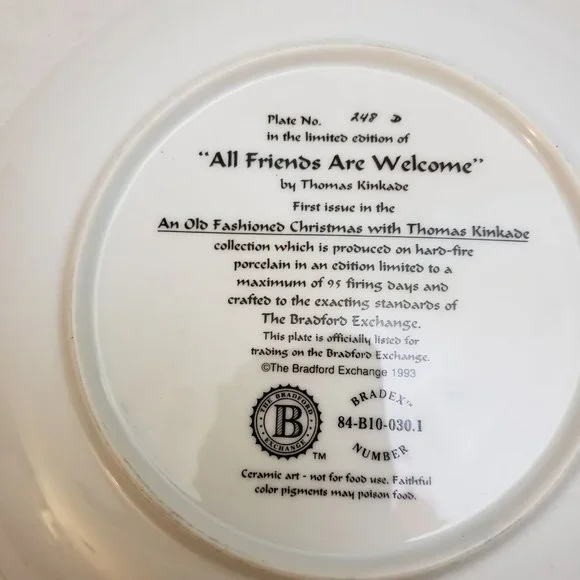 Plate No. 248 D
in the limited edition of
"All Friends Are Welcome"
by Thomas Kinkade
First issue in the
An Old Fashioned Christmas with Thomas Kinkade
collection which is produced on hard-fire
porcelain in an edition limited to a
maximum of 95 firing days and
crafted to the exacting standards of
The Bradford Exchange.
This plate is officially listed for
trading on the Bradford Exchange.
©The Bradford Exchange 1993
THE BRADFORD
B
EXCHANGE
TM
BRADEX™
84-B10-030.1
NUMBER
Ceramic art - not for food use. Faithful
color pigments may poison food.